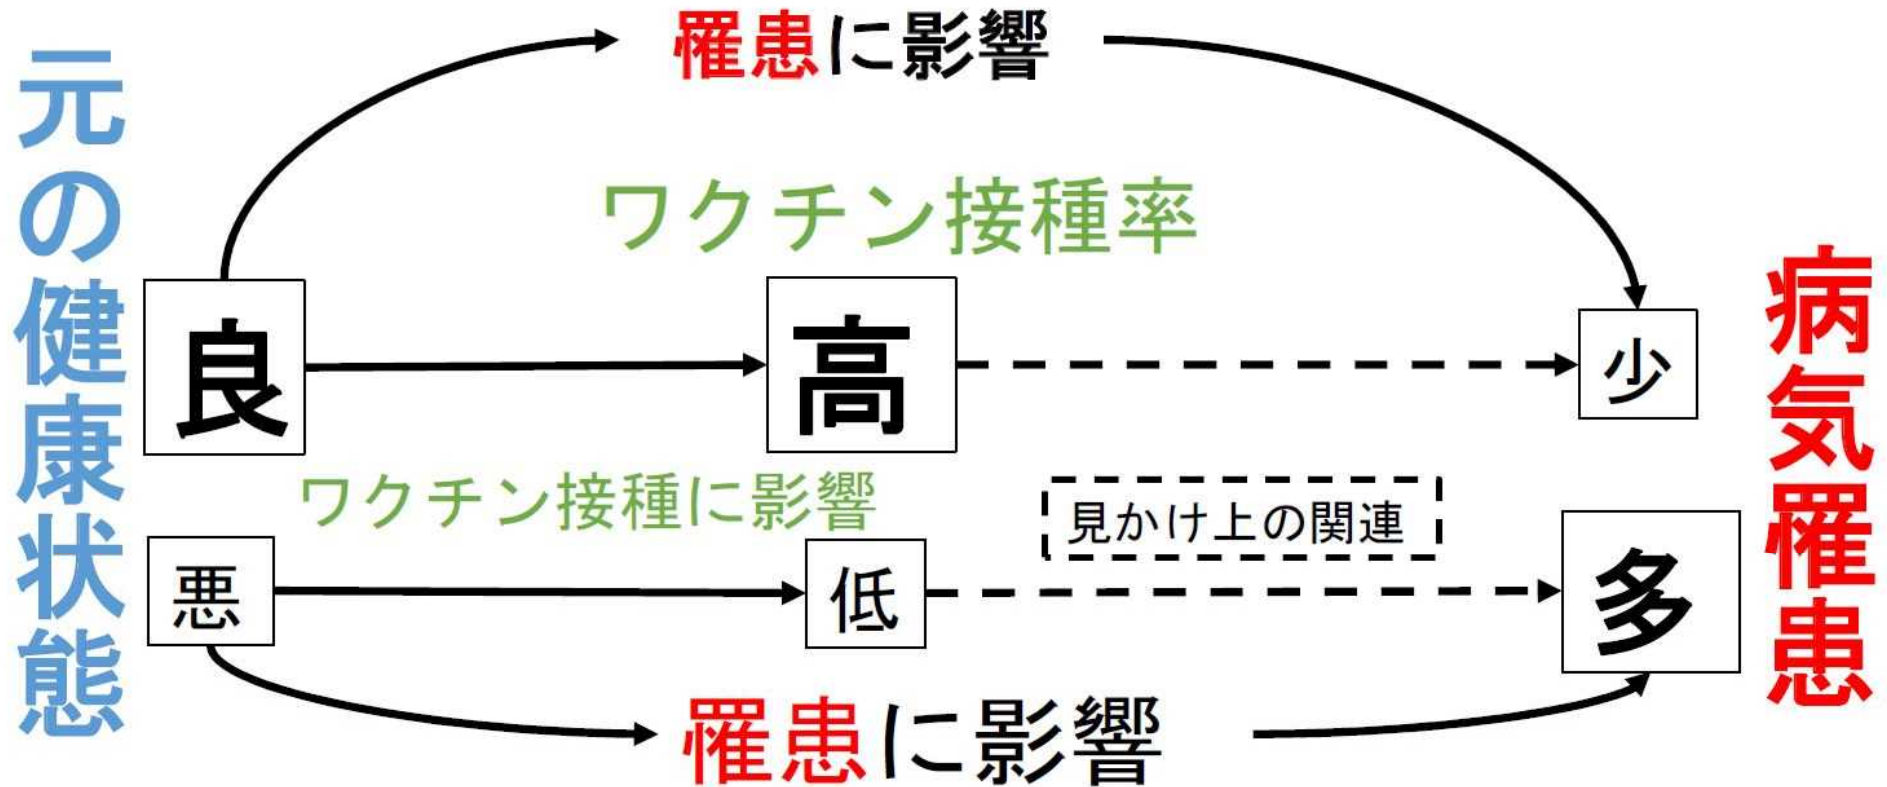 元の健康状態
罹患に影響
ワクチン接種率
良
高
少
ワクチン接種に影響
見かけ上の関連
悪
低
多
罹患に影響
病気罹患